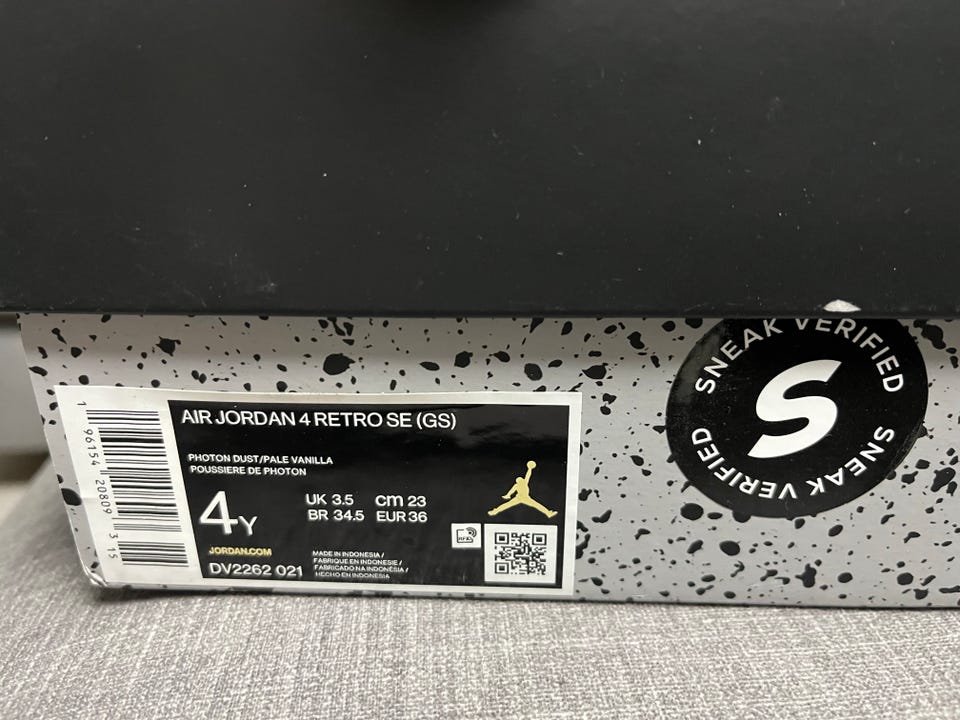 AIR JORDAN 4 RETRO SE (GS)
PHOTON DUST/PALE VANILLA
POUSSIERE DE PHOTON
4Y
UK 3.5 CM 23
BR 34.5 EUR 36
JORDAN.COM
DV2262 021
MADE IN INDONESIA /
FABRIQUE EN INDONESIE /
FABRICADO NA INDONÉSIA /
HECHO EN INDONESIA
RFID
1 96154 20809 3 15
SNEAK VERIFIED
S
SNEAK VERIFIED